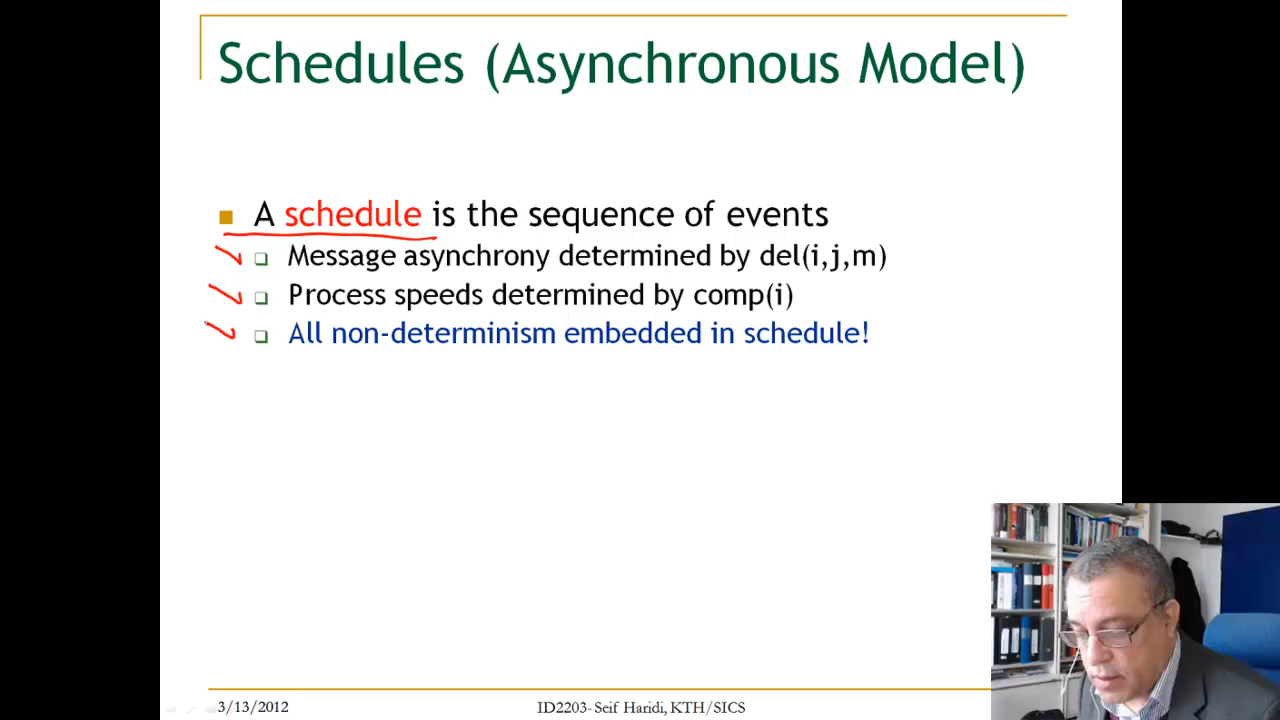 Schedules (Asynchronous Model)
A schedule is the sequence of events
Message asynchrony determined by del(i,j,m)
Process speeds determined by comp(i)
All non-determinism embedded in schedule!
3/13/2012
ID2203- Seif Haridi, KTH/SICS